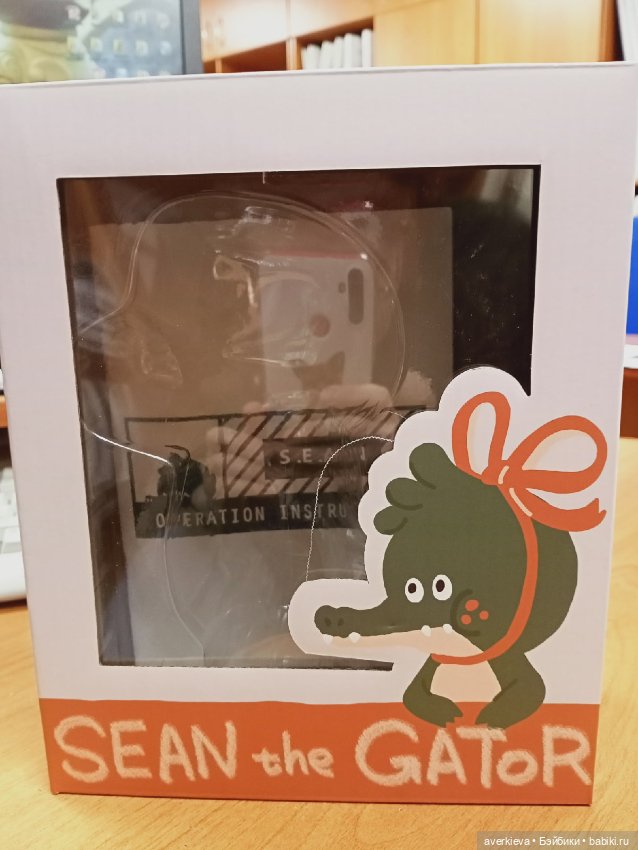 S.E.
OPERATION INSTRU
SEAN the GATOR
averkieva • Бэйбики • babiki.ru